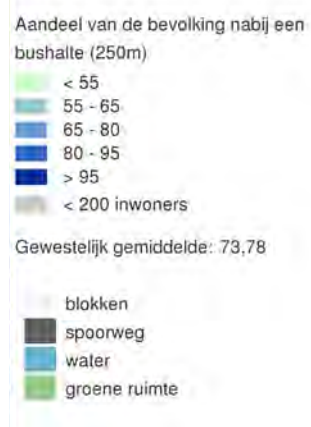 Aandeel van de bevolking nabij een
bushalte (250m)
< 55
55 - 65
65 - 80
80 - 95
> 95
< 200 inwoners
Gewestelijk gemiddelde: 73,78
blokken
spoorweg
water
groene ruimte